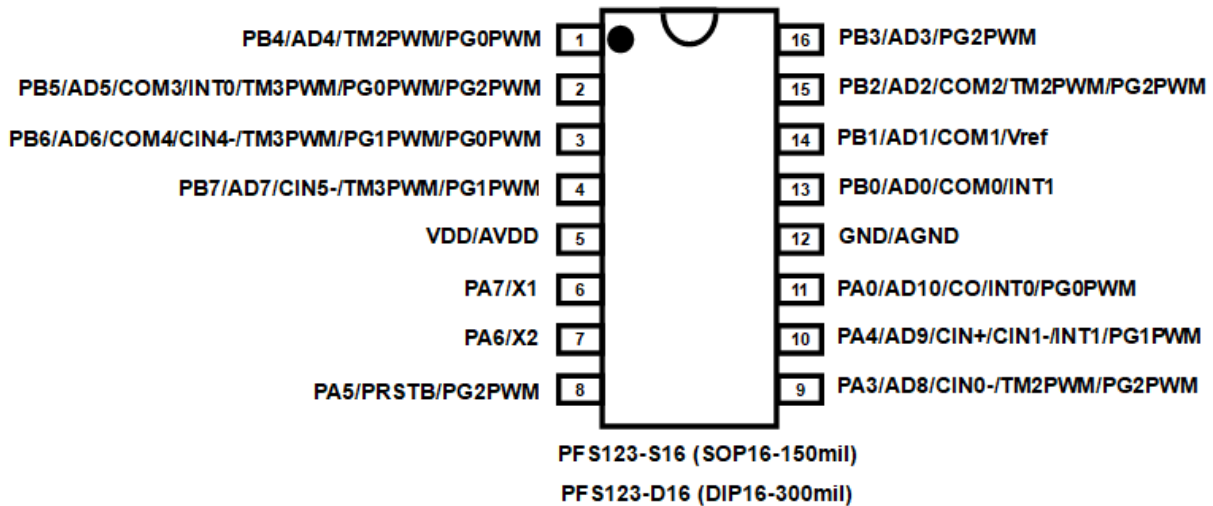 PB4/AD4/TM2PWM/PG0PWM 1 16 PB3/AD3/PG2PWM
PB5/AD5/COM3/INT0/TM3PWM/PG0PWM/PG2PWM 2 15 PB2/AD2/COM2/TM2PWM/PG2PWM
PB6/AD6/COM4/CIN4-/TM3PWM/PG1PWM/PG0PWM 3 14 PB1/AD1/COM1/Vref
PB7/AD7/CIN5-/TM3PWM/PG1PWM 4 13 PB0/AD0/COM0/INT1
VDD/AVDD 5 12 GND/AGND
PA7/X1 6 11 PA0/AD10/CO/INT0/PG0PWM
PA6/X2 7 10 PA4/AD9/CIN+/CIN1-/INT1/PG1PWM
PA5/PRSTB/PG2PWM 8 9 PA3/AD8/CIN0-/TM2PWM/PG2PWM
PFS123-S16 (SOP16-150mil)
PFS123-D16 (DIP16-300mil)